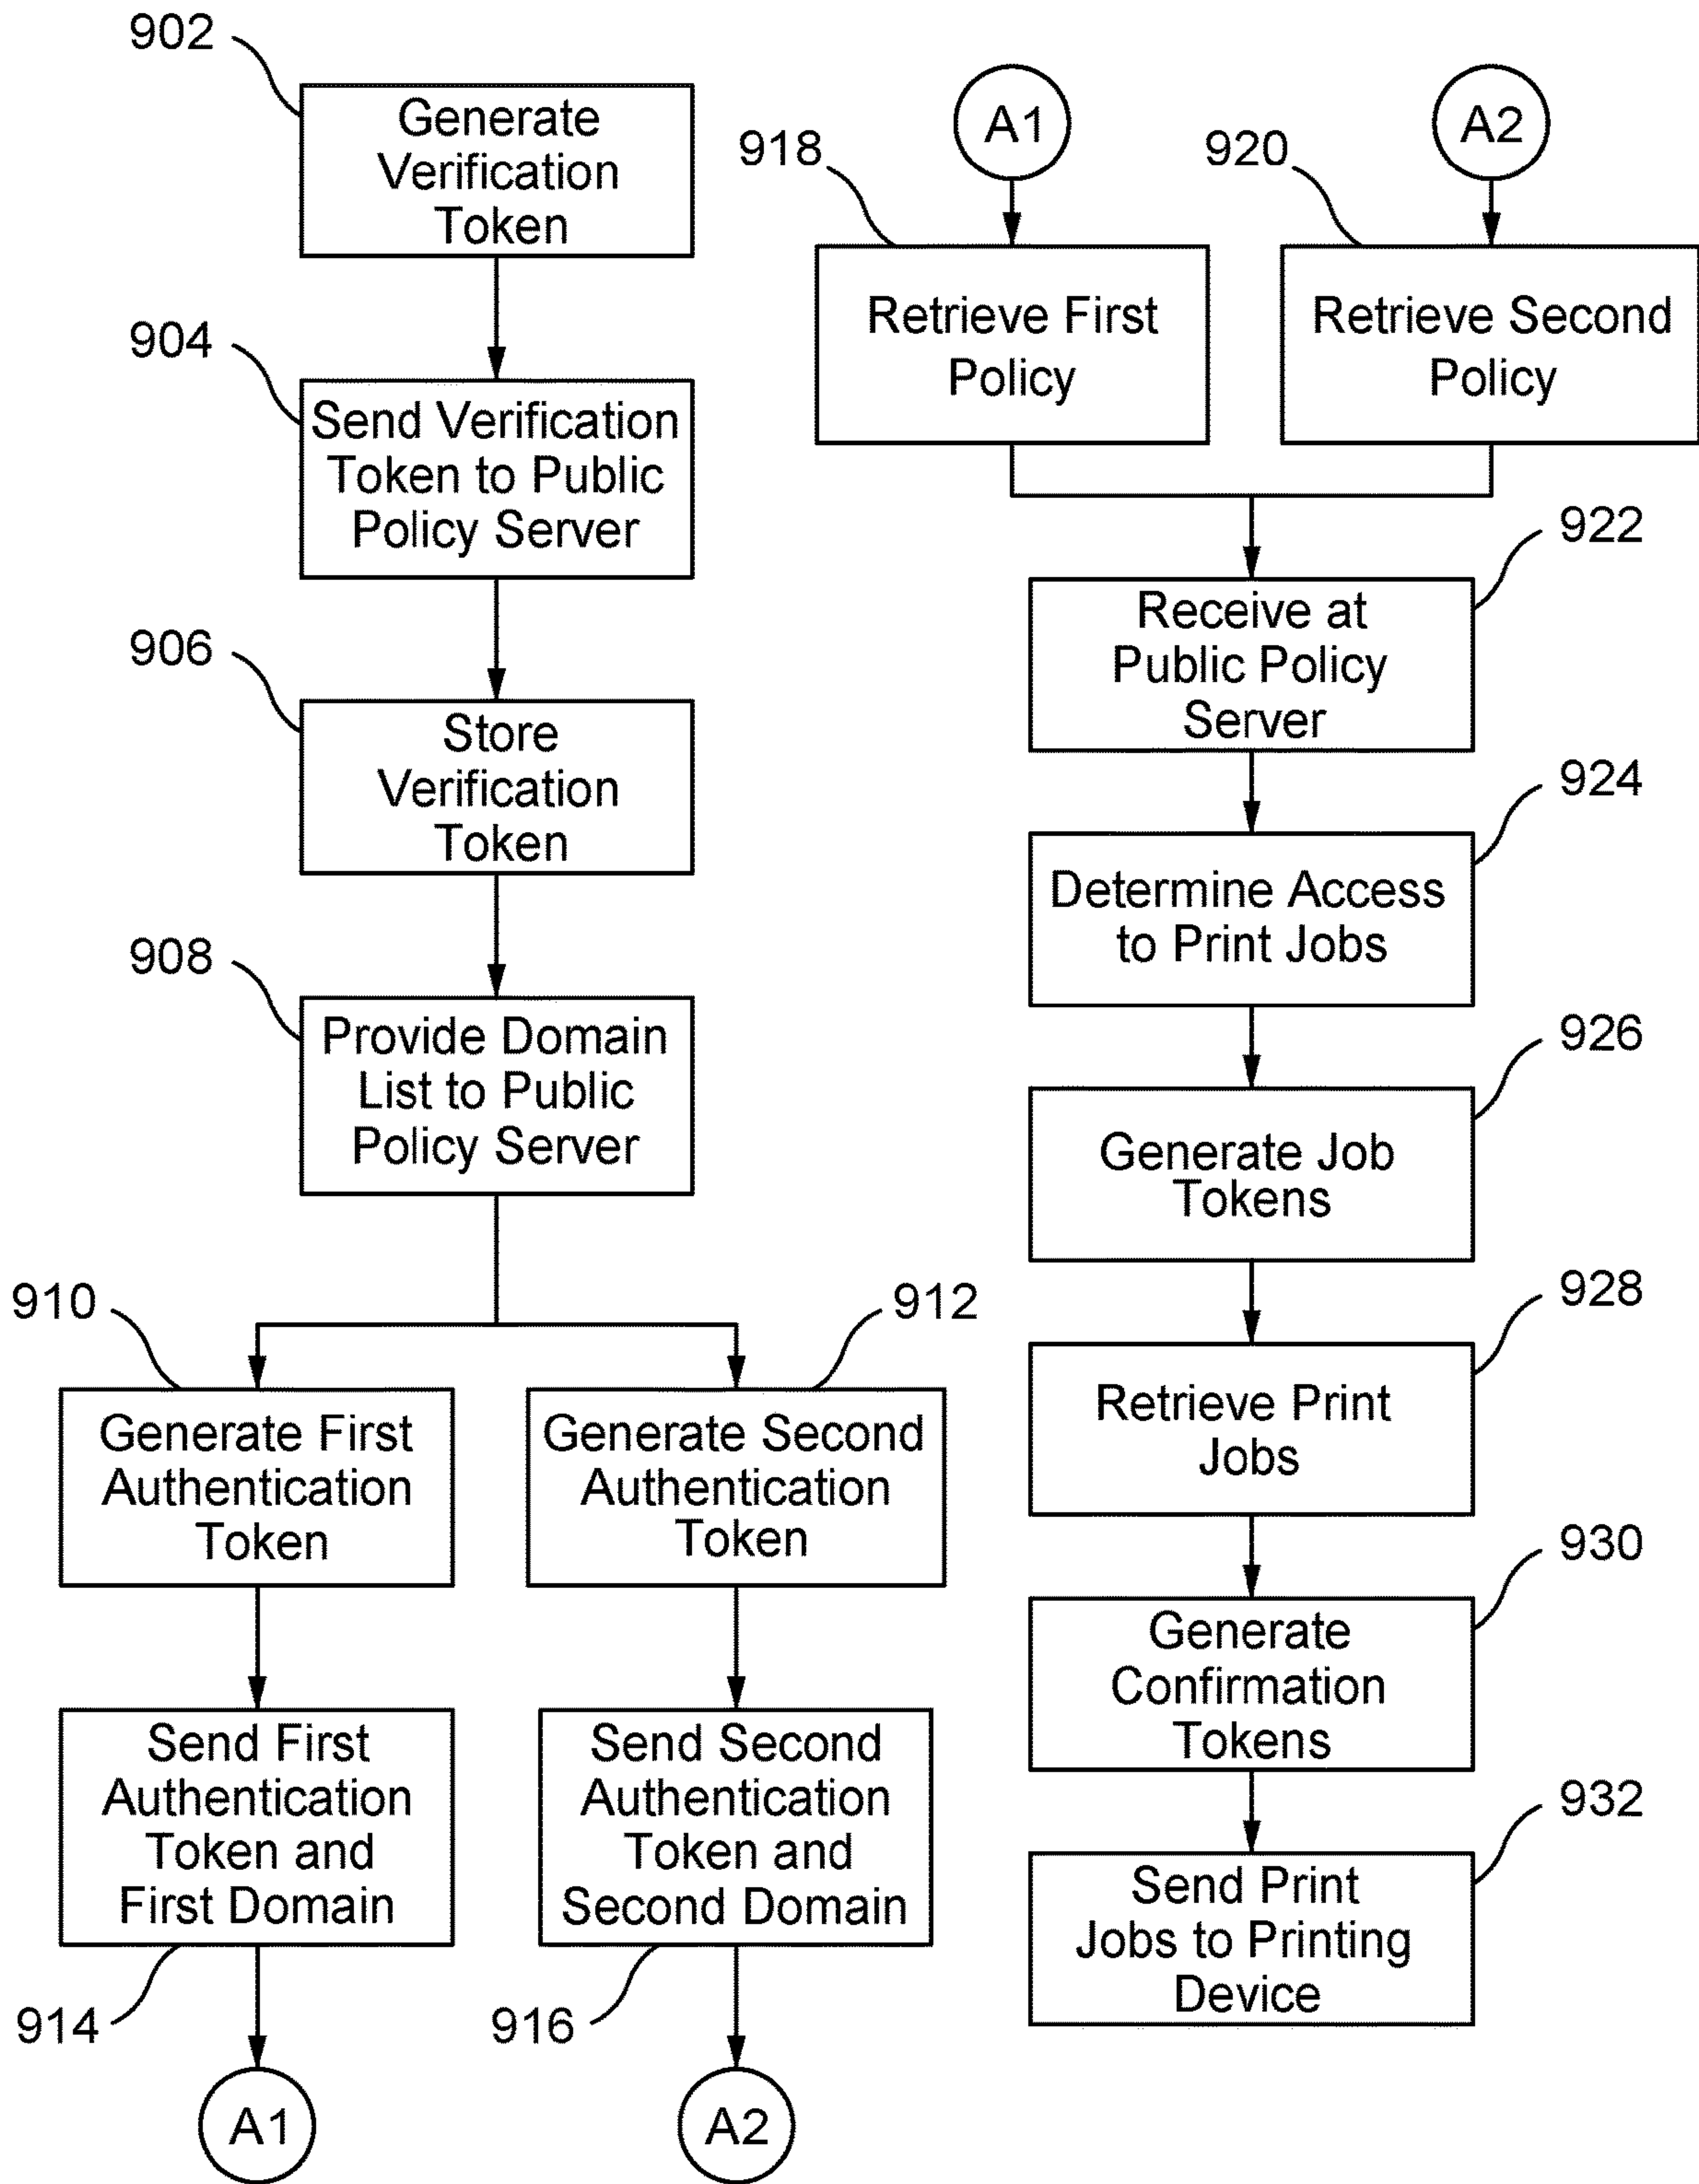 902
Generate
Verification
Token
904
Send Verification
Token to Public
Policy Server
906
Store
Verification
Token
908
Provide Domain
List to Public
Policy Server
910
Generate First
Authentication
Token
912
Generate Second
Authentication
Token
Send First
Authentication
Token and
First Domain
914
Send Second
Authentication
Token and
Second Domain
916
A1
A2
A1
918
Retrieve First
Policy
A2
920
Retrieve Second
Policy
922
Receive at
Public Policy
Server
924
Determine Access
to Print Jobs
926
Generate Job
Tokens
928
Retrieve Print
Jobs
930
Generate
Confirmation
Tokens
932
Send Print
Jobs to Printing
Device